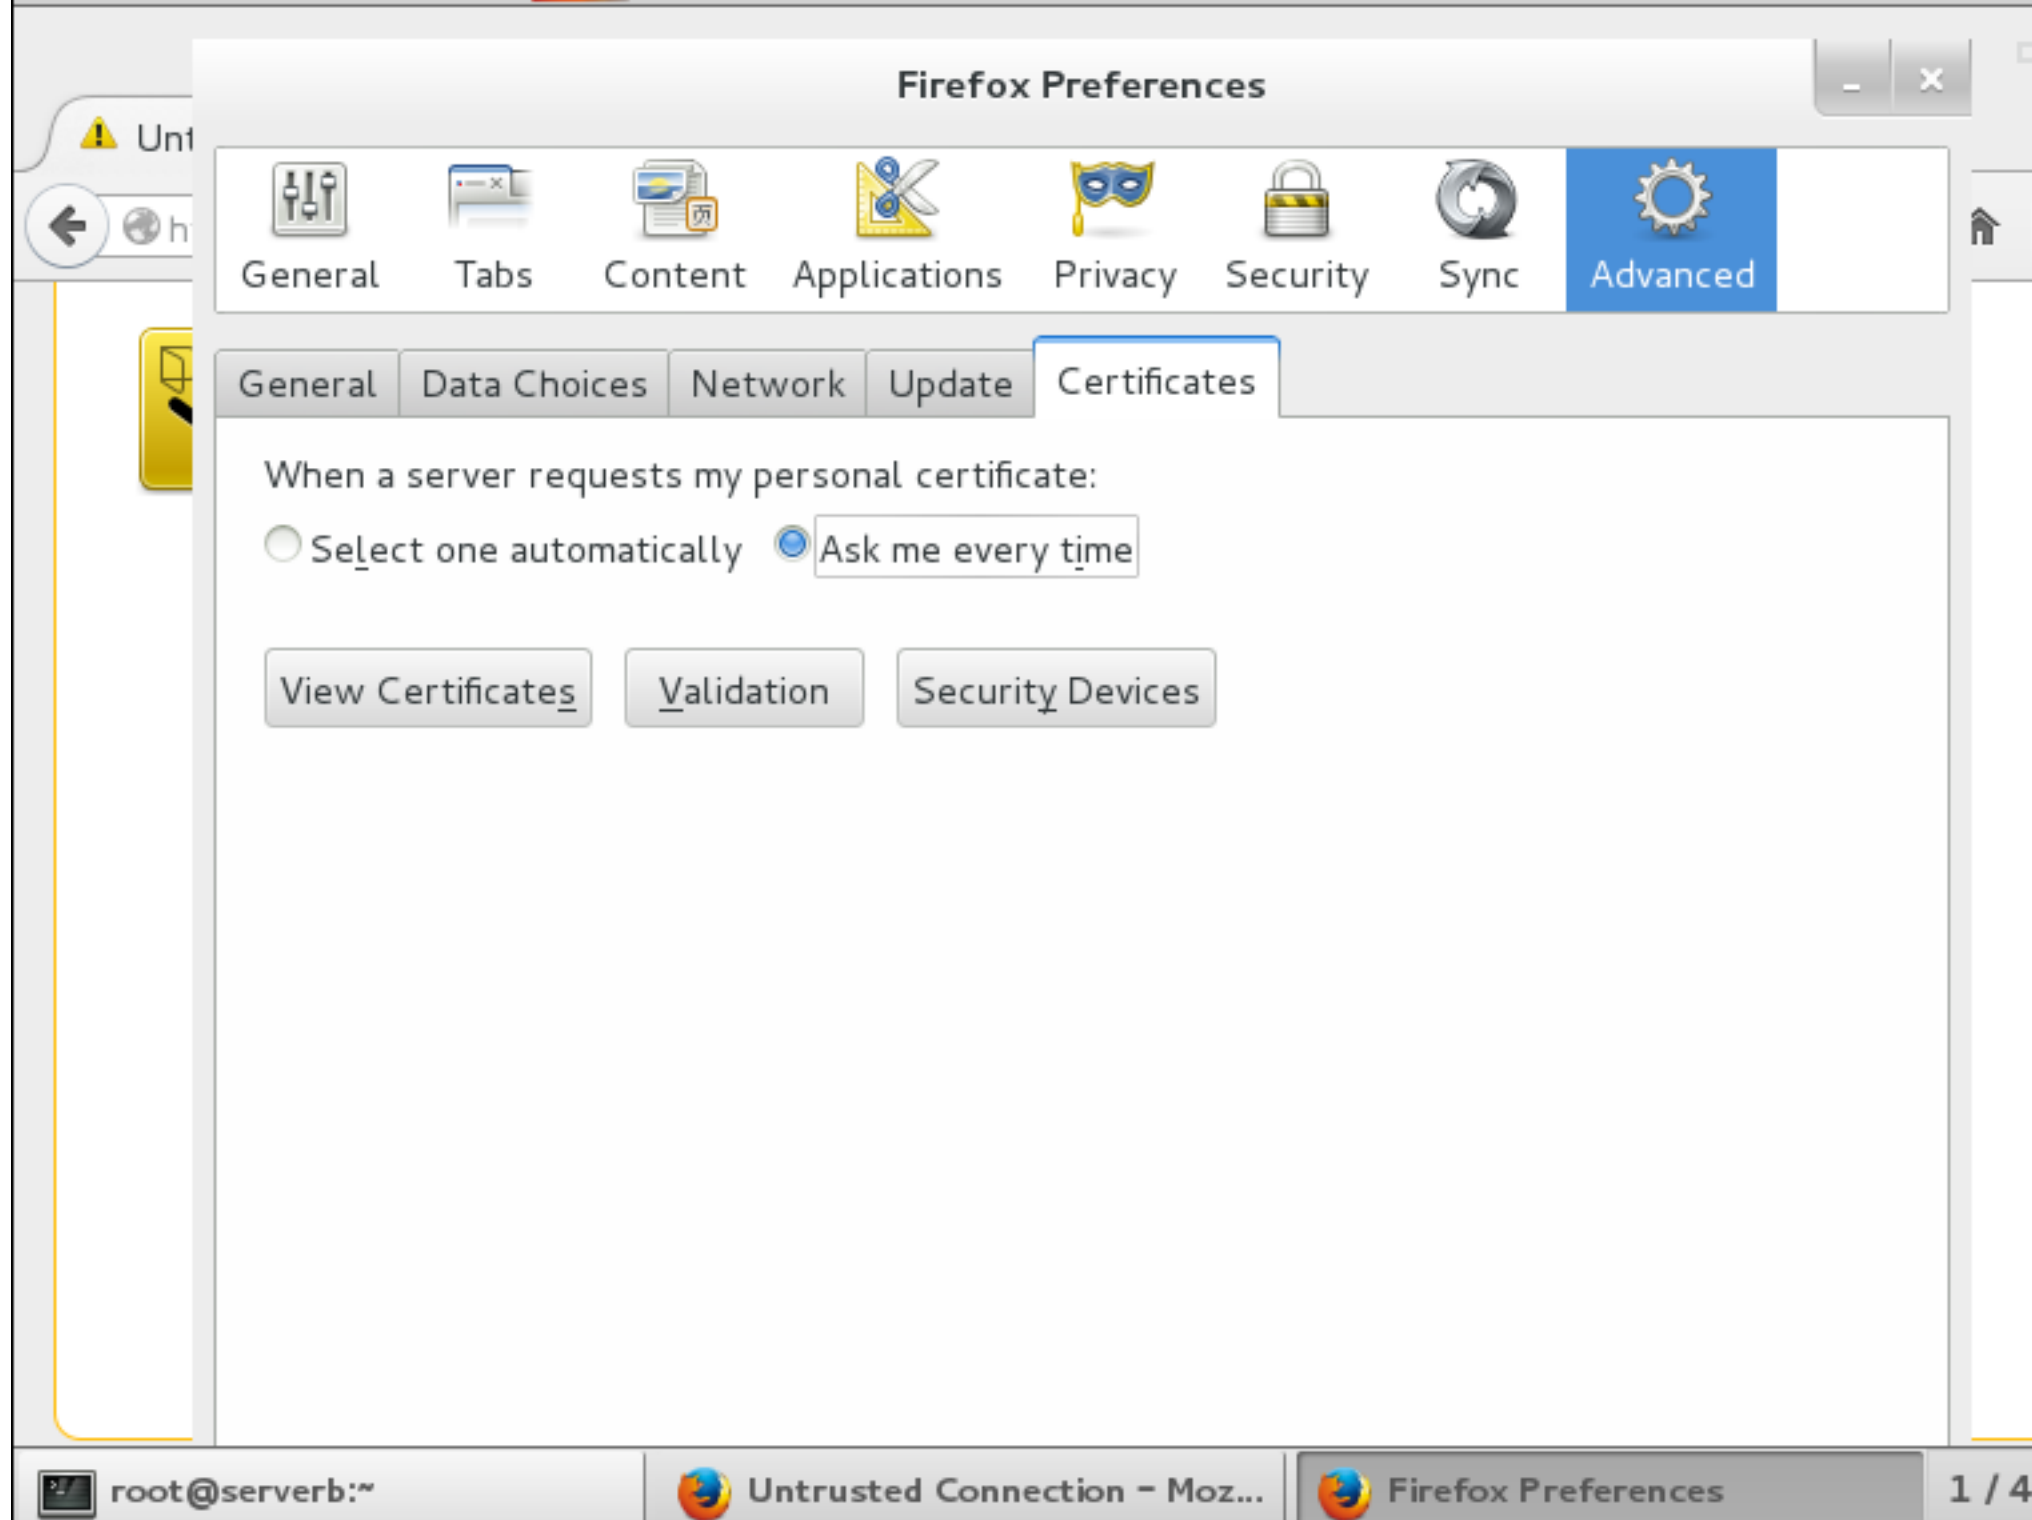 Firefox Preferences
Unt
h
General Tabs Content Applications Privacy Security Sync Advanced
General Data Choices Network Update Certificates
When a server requests my personal certificate:
Select one automatically Ask me every time
View Certificates Validation Security Devices
root@serverb:~ Untrusted Connection - Moz... Firefox Preferences 1 / 4